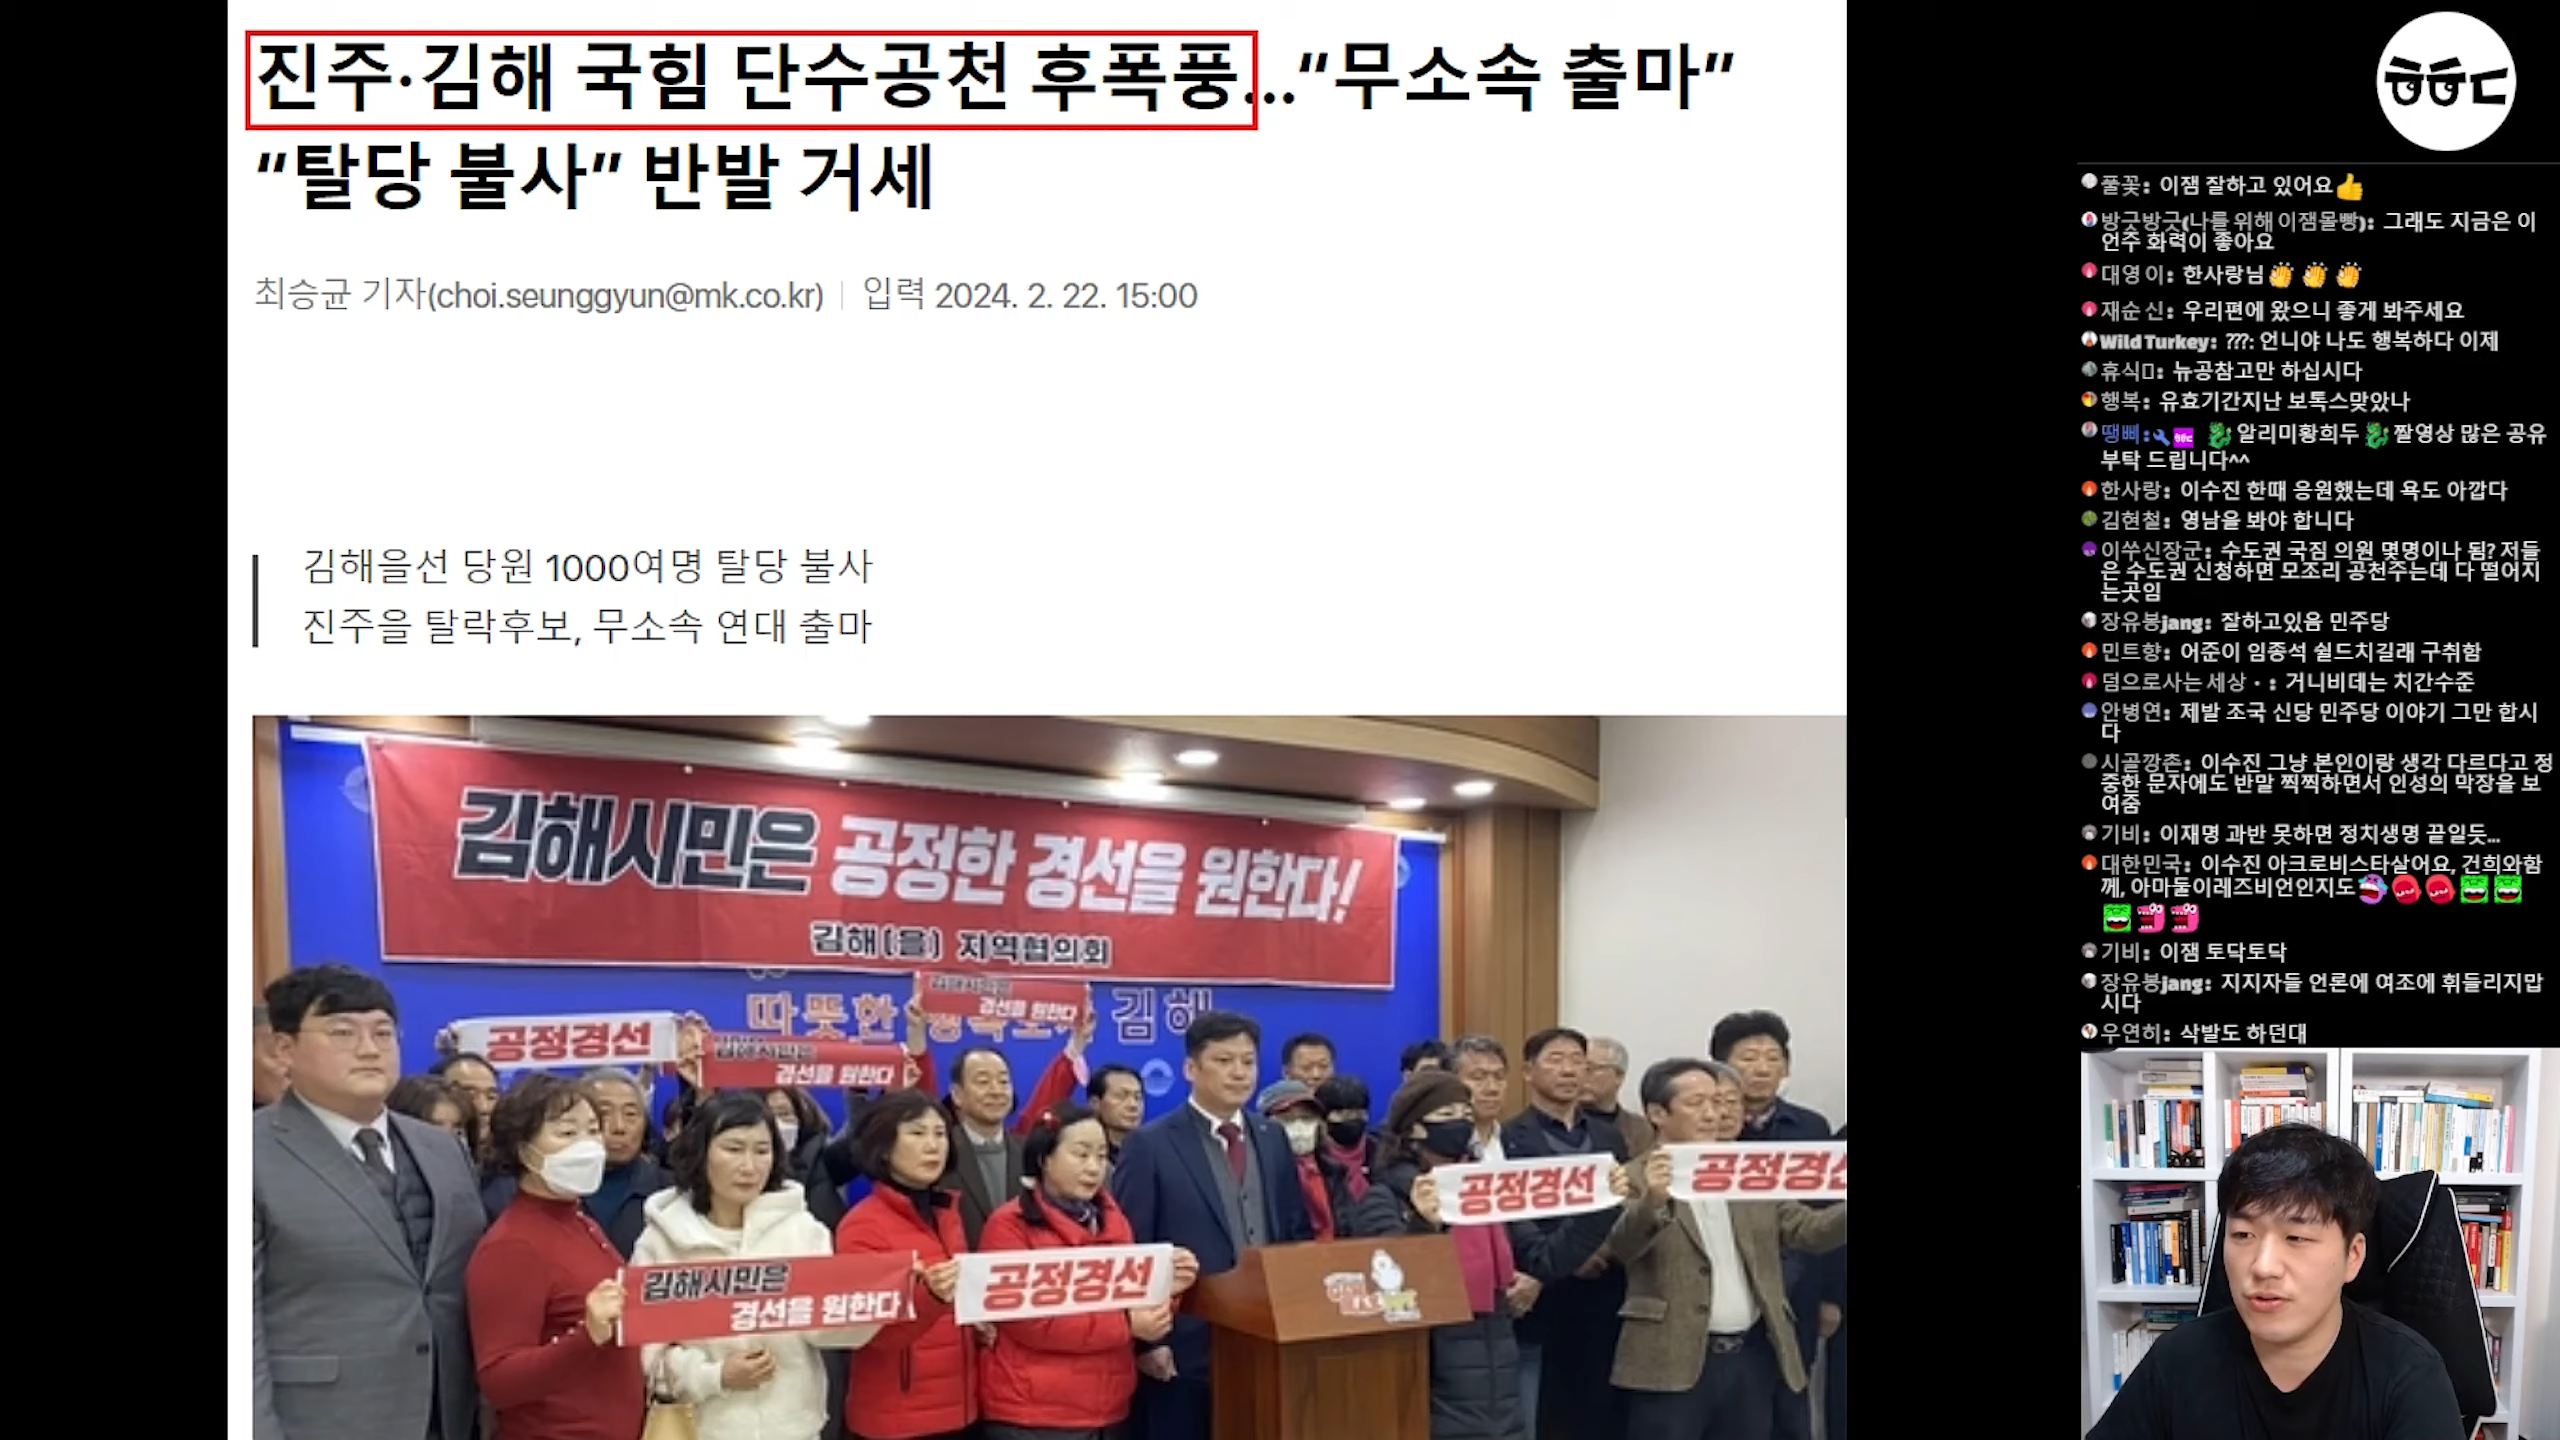 진주·김해 국힘 단수공천 후폭풍…“무소속 출마”
“탈당 불사” 반발 거세
최승균 기자(choi.seunggyun@mk.co.kr) 입력 2024. 2. 22. 15:00
김해을선 당원 1000여명 탈당 불사
진주을 탈락후보, 무소속 연대 출마
김해시민은 공정한 경선을 원한다!
김해(을) 지역협의회
따뜻한 김해
김해시민은
경선을 원한다
공정경선
김해시민은
경선을 원한다
공정경선
공정경선
김해시민은
경선을 원한다
공정경선
ㅎㅎㄷ
풀꽃: 이잼 잘하고 있어요👍
방긋방긋(나를 위해 이잼몰빵): 그래도 지금은 이
언주 화력이 좋아요
대영 이: 한사랑님👏👏👏
재순 신: 우리편에 왔으니 좋게 봐주세요
Wild Turkey: ???: 언니야 나도 행복하다 이제
휴식: 뉴공참고만 하십시다
행복: 유효기간지난 보톡스맞았나
땡삐: 🐉알리미황희두🐉짤영상 많은 공유
부탁 드립니다^^
한사랑: 이수진 한때 응원했는데 욕도 아깝다
김현철: 영남을 봐야 합니다
이쑤신장군: 수도권 국짐 의원 몇명이나 됨? 저들
은 수도권 신청하면 모조리 공천주는데 다 떨어지
는곳임
장유봉jang: 잘하고있음 민주당
민트향: 어준이 임종석 쉴드치길래 구취함
덤으로사는 세상 · : 거니비데는 치간수준
안병연: 제발 조국 신당 민주당 이야기 그만 합시
다
시골깡촌: 이수진 그냥 본인이랑 생각 다르다고 정
중한 문자에도 반말 찍찍하면서 인성의 막장을 보
여줌
기비: 이재명 과반 못하면 정치생명 끝일듯...
대한민국: 이수진 아크로비스타살어요, 건희와함
께, 아마둘이레즈비언인지도
기비: 이잼 토닥토닥
장유봉jang: 지지자들 언론에 여조에 휘들리지맙
시다
우연히: 삭발도 하던대